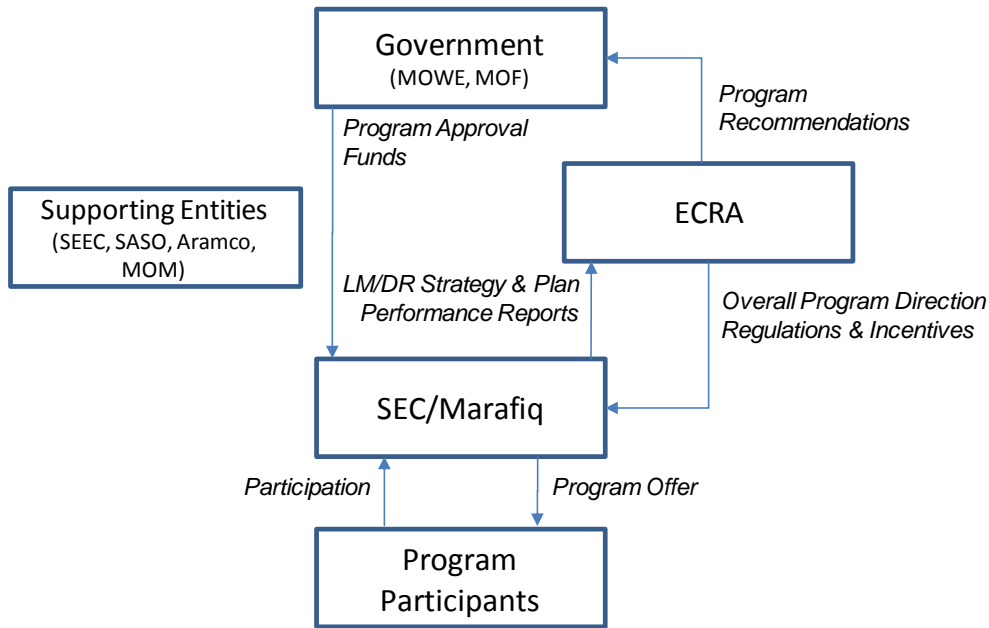 Government
(MOWE, MOF)
Program
Recommendations
Program Approval
Funds
ECRA
Supporting Entities
(SEEC, SASO, Aramco,
MOM)
LM/DR Strategy & Plan
Performance Reports
Overall Program Direction
Regulations & Incentives
SEC/Marafiq
Participation
Program Offer
Program
Participants